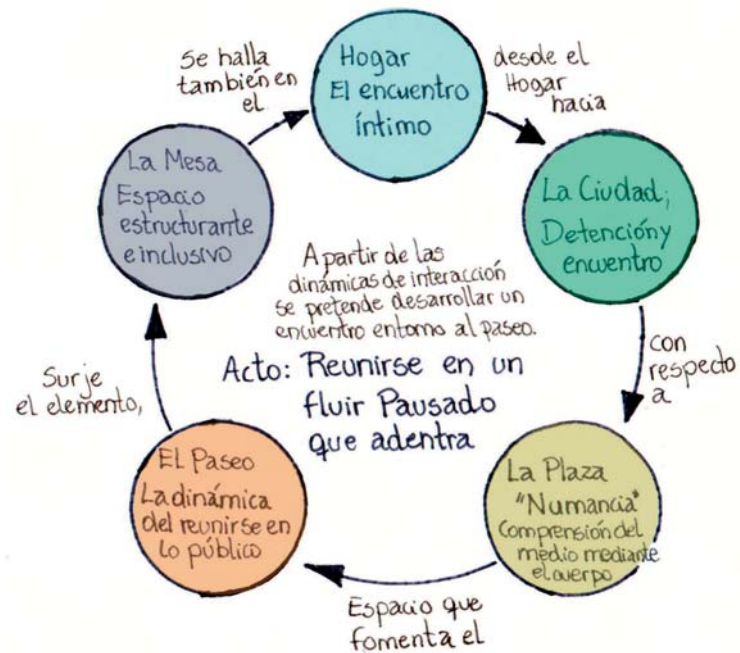 Hogar
El encuentro
íntimo
desde el
Hogar
hacia
La Ciudad;
Detención y
encuentro
con
respecto
a
La Plaza
"Numancia"
Comprensión del
medio mediante
el cuerpo
Espacio que
fomenta el
El Paseo
La dinámica
del reunirse en
lo público
Surje
el elemento,
La Mesa
Espacio
estructurante
e inclusivo
Se halla
también en
el
A partir de las
dinámicas de interacción
se pretende desarrollar un
encuentro entorno al paseo.
Acto: Reunirse en un
fluir Pausado
que adentra